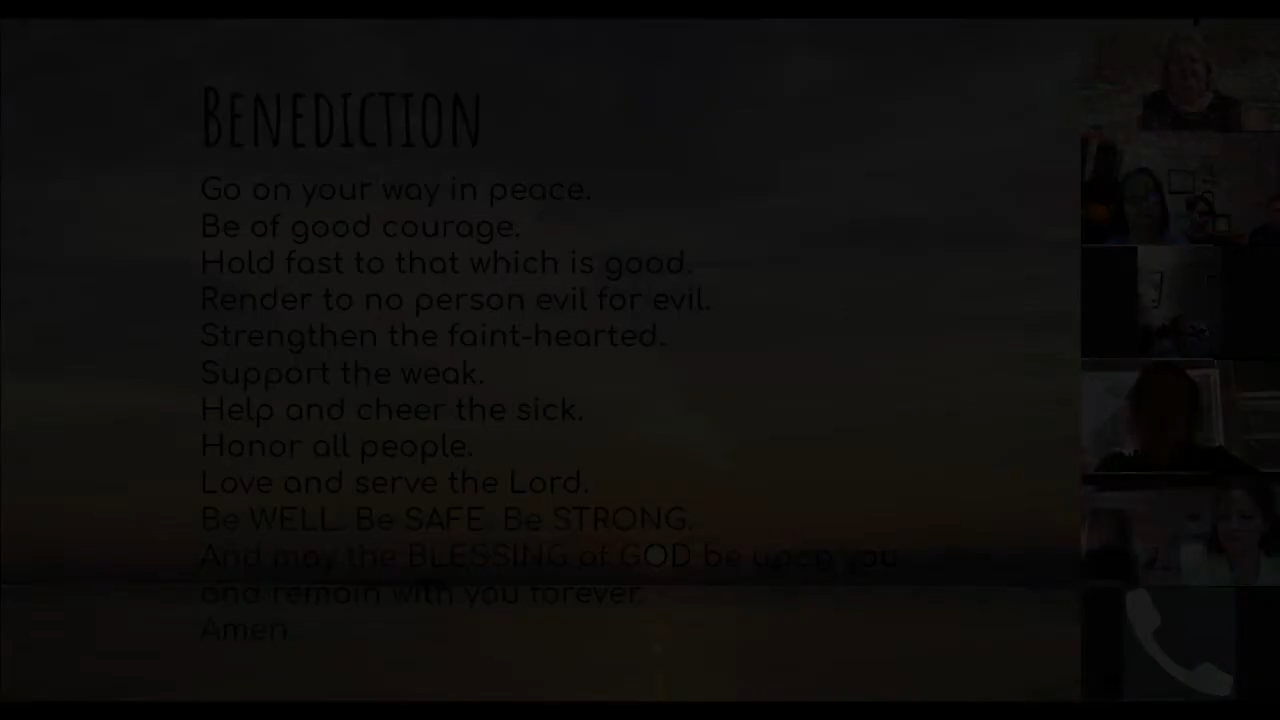 BENEDICTION
Go on your way in peace.
Be of good courage.
Hold fast to that which is good.
Render to no person evil for evil.
Strengthen the faint-hearted.
Support the weak.
Help and cheer the sick.
Honor all people.
Love and serve the Lord.
Be WELL. Be SAFE. Be STRONG.
And may the BLESSING of GOD be upon you
and remain with you forever.
Amen.